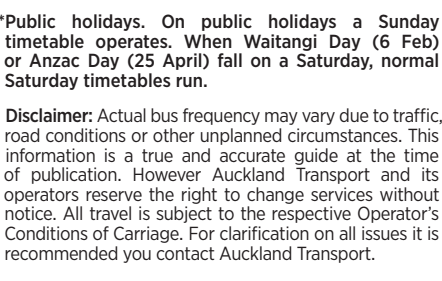 *Public holidays. On public holidays a Sunday
timetable operates. When Waitangi Day (6 Feb)
or Anzac Day (25 April) fall on a Saturday, normal
Saturday timetables run.
Disclaimer: Actual bus frequency may vary due to traffic,
road conditions or other unplanned circumstances. This
information is a true and accurate guide at the time
of publication. However Auckland Transport and its
operators reserve the right to change services without
notice. All travel is subject to the respective Operator's
Conditions of Carriage. For clarification on all issues it is
recommended you contact Auckland Transport.